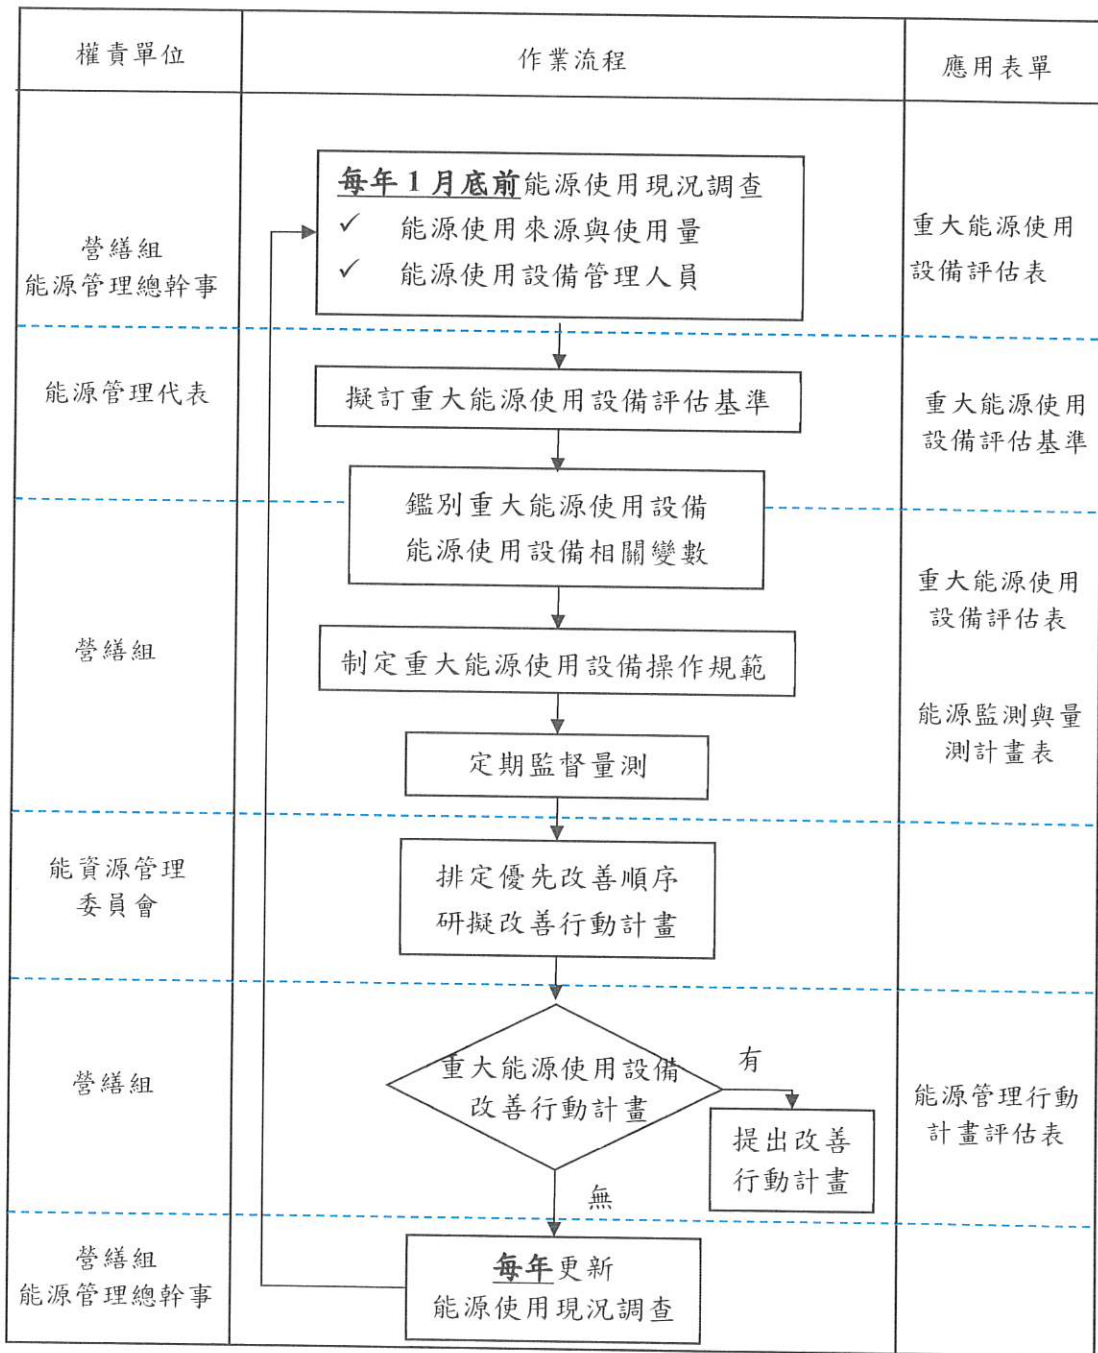 權責單位
作業流程
應用表單
營繕組
能源管理總幹事
每年1月底前能源使用現況調查
✓ 能源使用來源與使用量
✓ 能源使用設備管理人員
重大能源使用
設備評估表
能源管理代表
擬訂重大能源使用設備評估基準
重大能源使用
設備評估基準
鑑別重大能源使用設備
能源使用設備相關變數
營繕組
制定重大能源使用設備操作規範
定期監督量測
重大能源使用
設備評估表
能源監測與量
測計畫表
能資源管理
委員會
排定優先改善順序
研擬改善行動計畫
營繕組
重大能源使用設備
改善行動計畫
有
提出改善
行動計畫
無
能源管理行動
計畫評估表
營繕組
能源管理總幹事
每年更新
能源使用現況調查